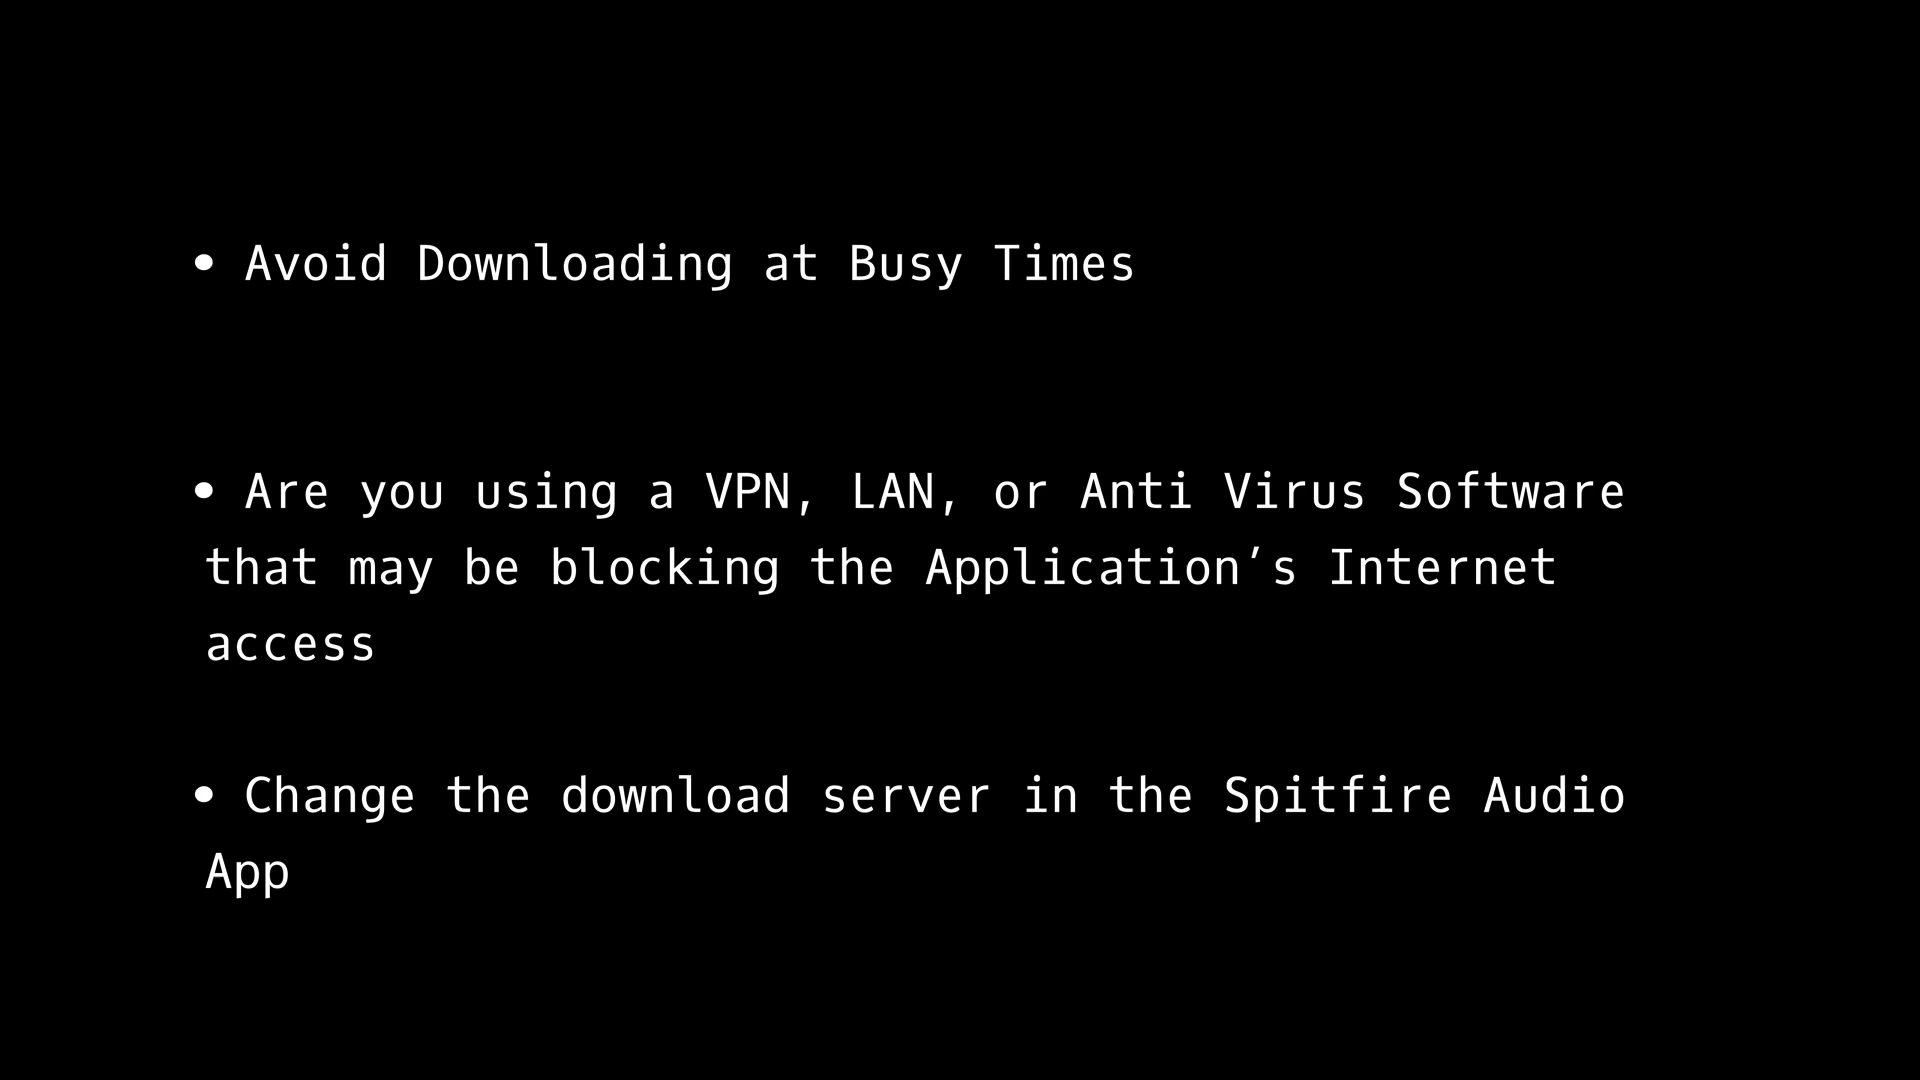 • Avoid Downloading at Busy Times
• Are you using a VPN, LAN, or Anti Virus Software
that may be blocking the Application’s Internet
access
• Change the download server in the Spitfire Audio
App